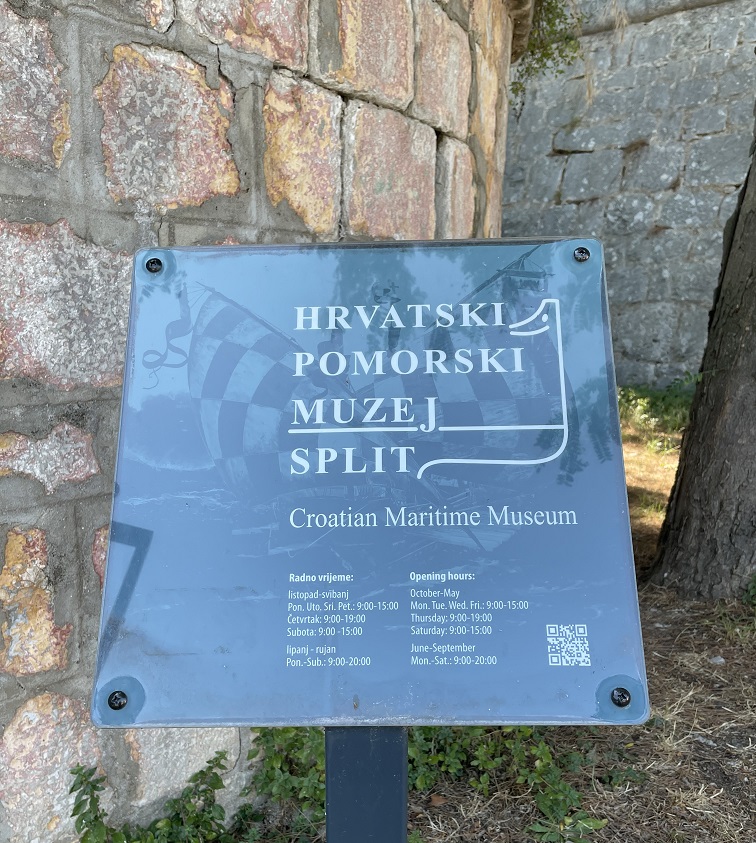 HRVATSKI
POMORSKI
MUZEJ
SPLIT
Croatian Maritime Museum
Radno vrijeme:
listopad-svibanj
Pon. Uto. Sri. Pet.: 9:00-15:00
Četvrtak: 9:00-19:00
Subota: 9:00 -15:00
lipanj - rujan
Pon.-Sub.: 9:00-20:00
Opening hours:
October-May
Mon. Tue. Wed. Fri.: 9:00-15:00
Thursday: 9:00-19:00
Saturday: 9:00-15:00
June-September
Mon.-Sat.: 9:00-20:00